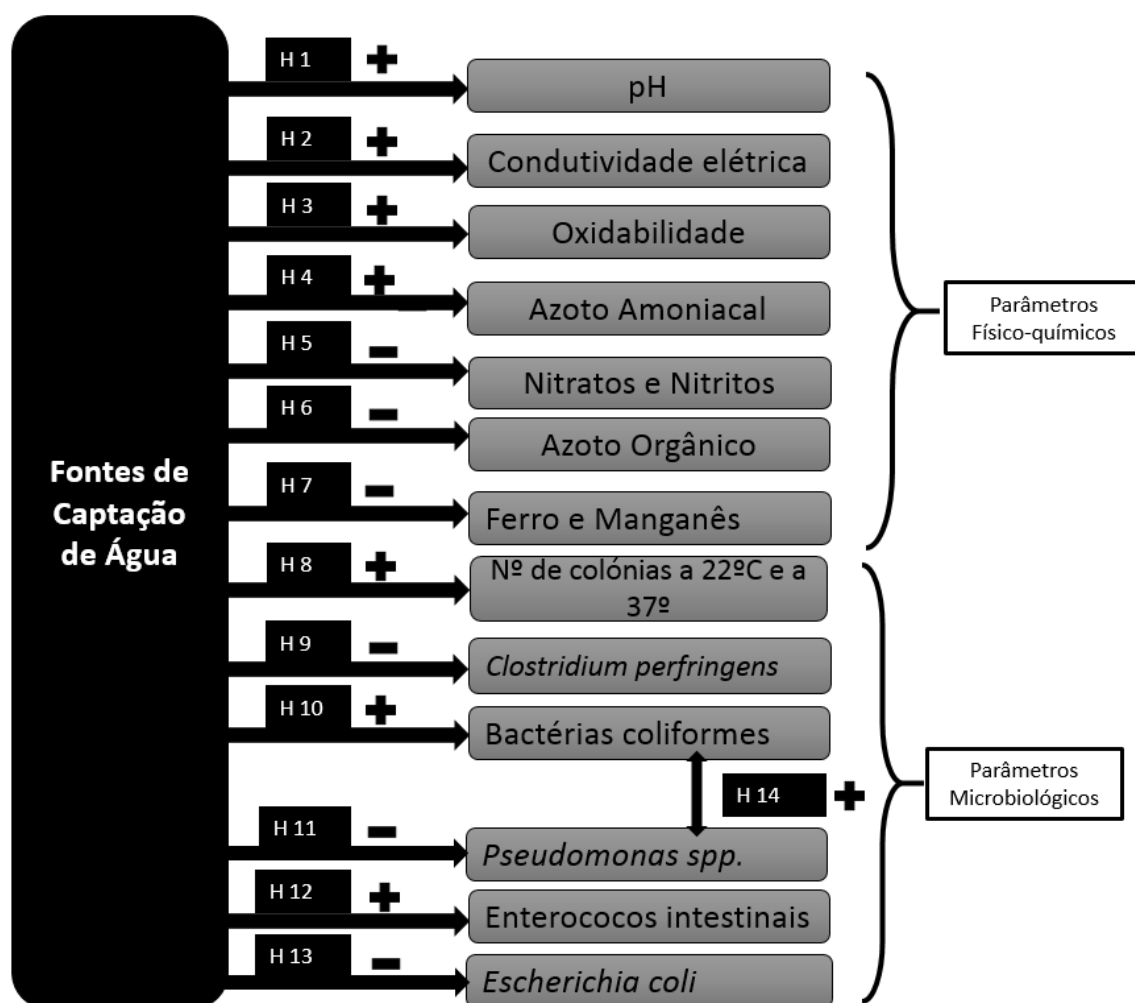 Fontes de
Captação
de Água
H 1 +
pH
H 2 +
Condutividade elétrica
H 3 +
Oxidabilidade
H 4 +
Azoto Amoniacal
H 5 -
Nitratos e Nitritos
H 6 -
Azoto Orgânico
H 7 -
Ferro e Manganês
Parâmetros
Físico-químicos
H 8 +
Nº de colónias a 22ºC e a
37º
H 9 -
Clostridium perfringens
H 10 +
Bactérias coliformes
H 14 +
H 11 -
Pseudomonas spp.
H 12 +
Enterococos intestinais
H 13 -
Escherichia coli
Parâmetros
Microbiológicos